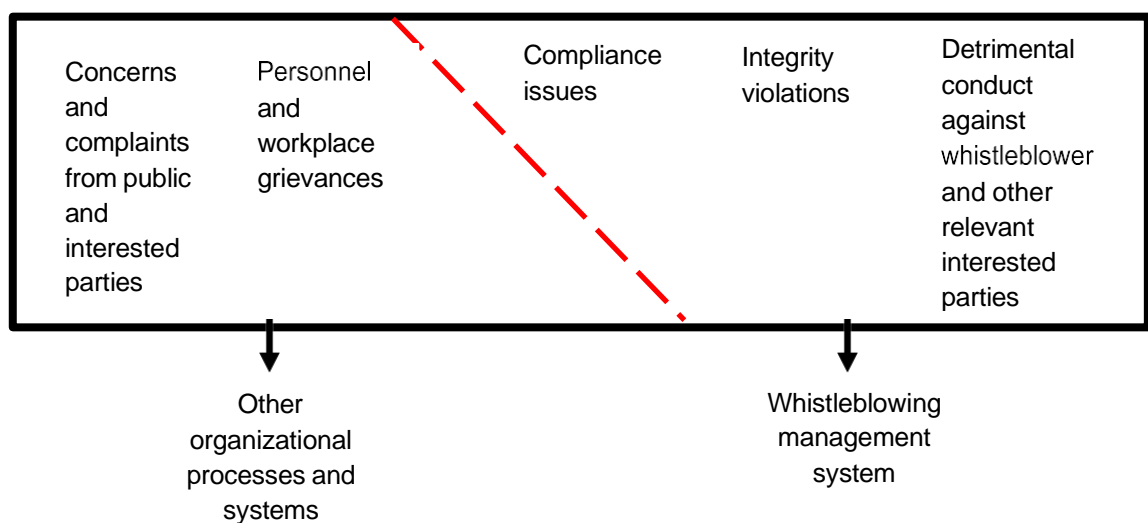 Concerns
and
complaints
from public
and
interested
parties
Personnel
and
workplace
grievances
Compliance
issues
Integrity
violations
Detrimental
conduct
against
whistleblower
and other
relevant
interested
parties
Other
organizational
processes and
systems
Whistleblowing
management
system